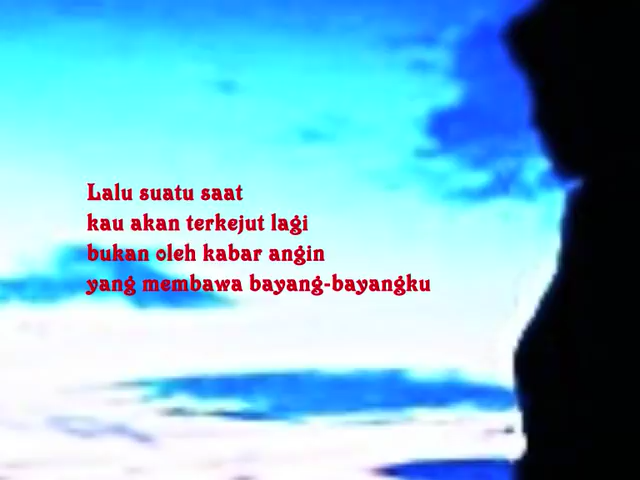 Lalu suatu saat
kau akan terkejut lagi
bukan oleh kabar angin
yang membawa bayang-bayangku